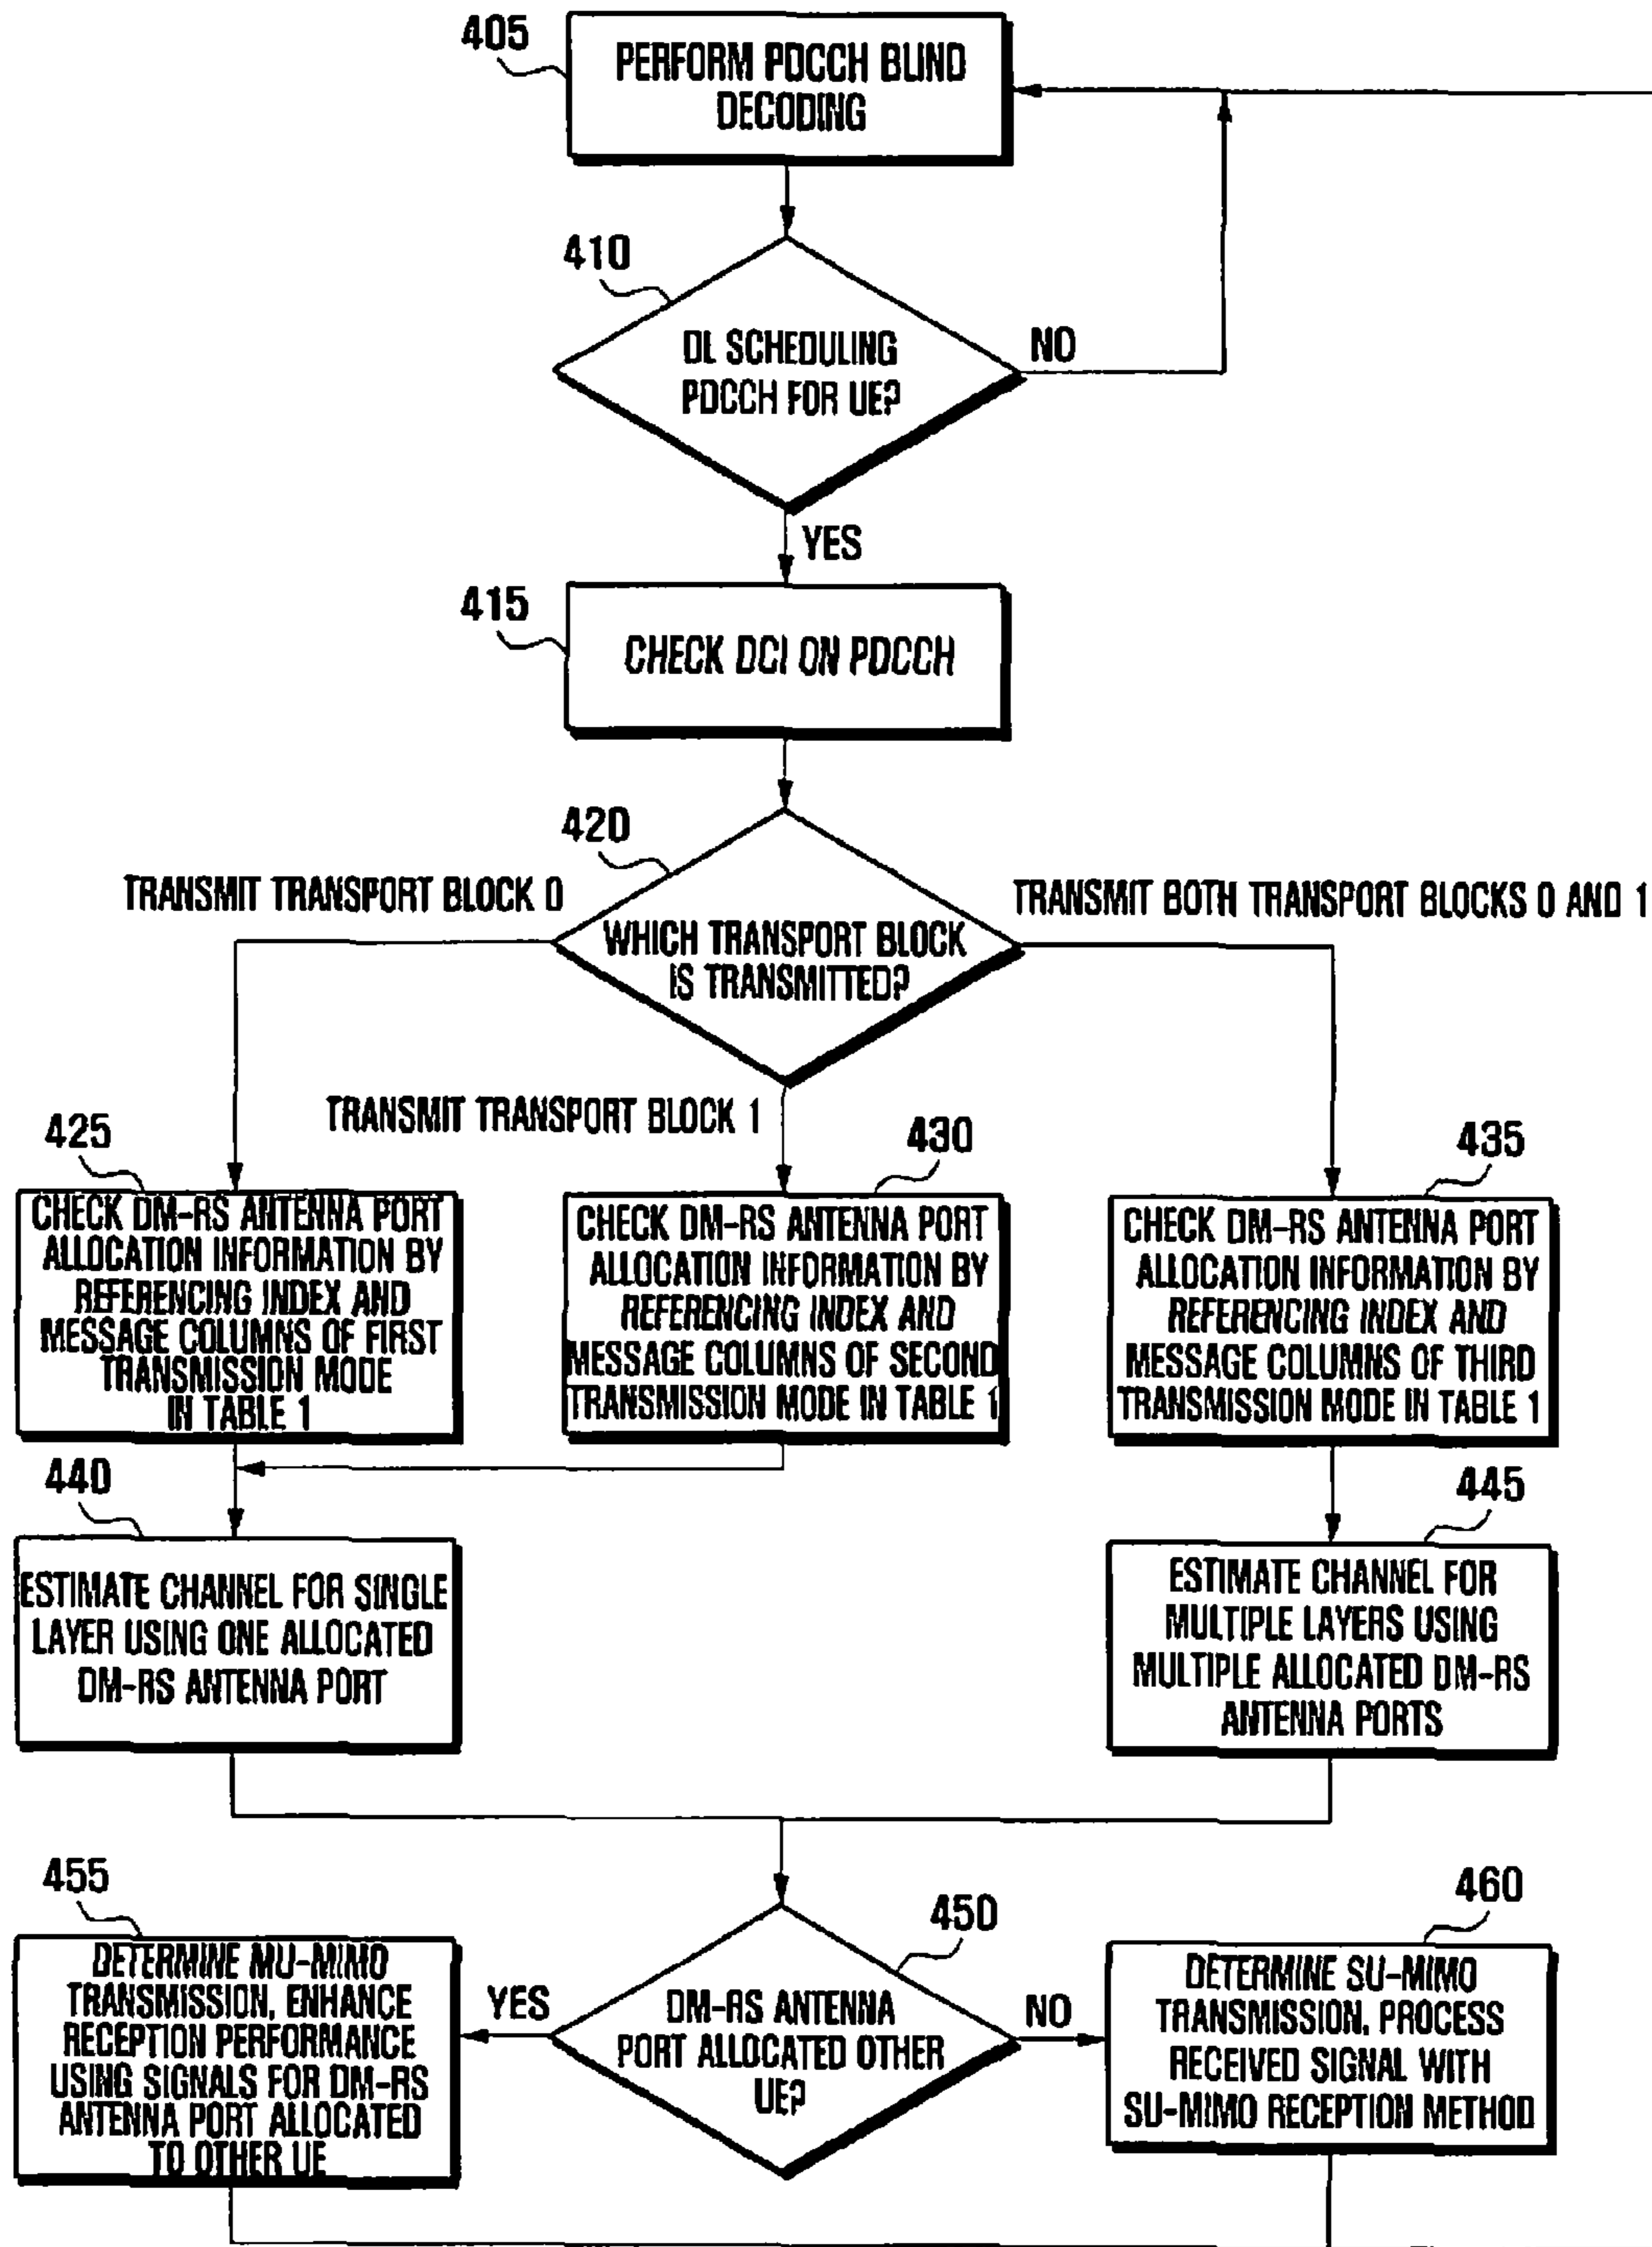 405
PERFORM PDCCH BLIND
DECODING
410
DL SCHEDULING
PDCCH FOR UE?
NO
YES
415
CHECK DCI ON PDCCH
420
TRANSMIT TRANSPORT BLOCK 0
TRANSMIT BOTH TRANSPORT BLOCKS 0 AND 1
WHICH TRANSPORT BLOCK
IS TRANSMITTED?
TRANSMIT TRANSPORT BLOCK 1
425
CHECK DM-RS ANTENNA PORT
ALLOCATION INFORMATION BY
REFERENCING INDEX AND
MESSAGE COLUMNS OF FIRST
TRANSMISSION MODE
IN TABLE 1
430
CHECK DM-RS ANTENNA PORT
ALLOCATION INFORMATION BY
REFERENCING INDEX AND
MESSAGE COLUMNS OF SECOND
TRANSMISSION MODE IN TABLE 1
435
CHECK DM-RS ANTENNA PORT
ALLOCATION INFORMATION BY
REFERENCING INDEX AND
MESSAGE COLUMNS OF THIRD
TRANSMISSION MODE IN TABLE 1
440
ESTIMATE CHANNEL FOR SINGLE
LAYER USING ONE ALLOCATED
DM-RS ANTENNA PORT
445
ESTIMATE CHANNEL FOR
MULTIPLE LAYERS USING
MULTIPLE ALLOCATED DM-RS
ANTENNA PORTS
455
DETERMINE MU-MIMO
TRANSMISSION, ENHANCE
RECEPTION PERFORMANCE
USING SIGNALS FOR DM-RS
ANTENNA PORT ALLOCATED
TO OTHER UE
YES
450
DM-RS ANTENNA
PORT ALLOCATED OTHER
UE?
NO
460
DETERMINE SU-MIMO
TRANSMISSION, PROCESS
RECEIVED SIGNAL WITH
SU-MIMO RECEPTION METHOD